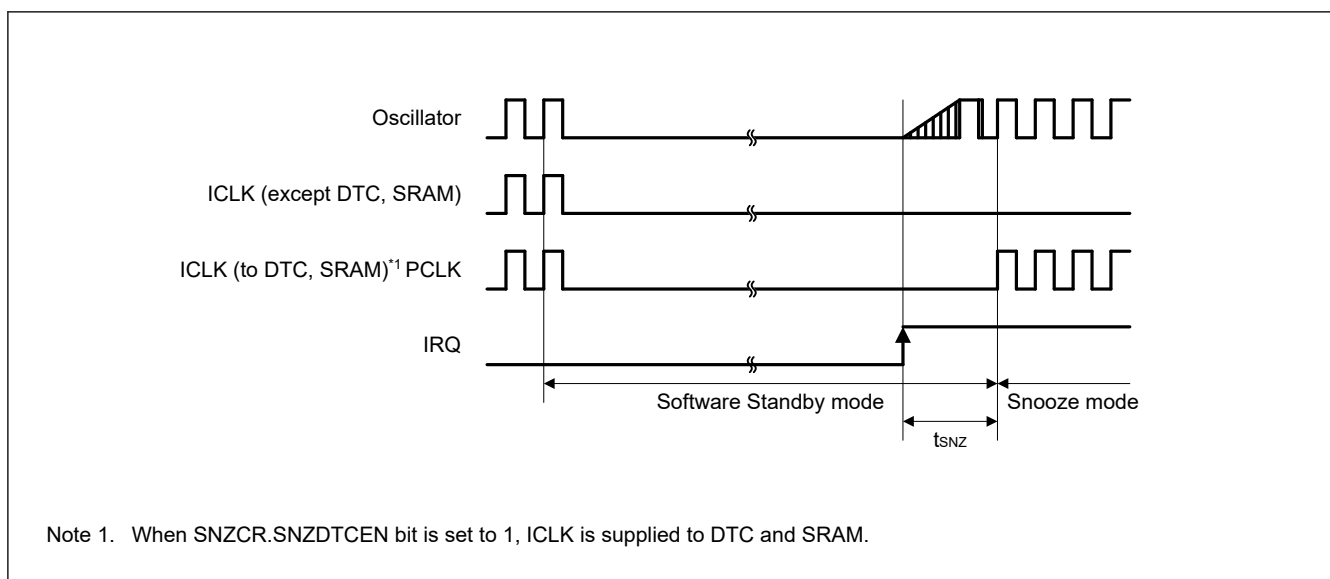 Oscillator
ICLK (except DTC, SRAM)
ICLK (to DTC, SRAM)*1 PCLK
IRQ
Software Standby mode
Snooze mode
tSNZ
Note 1. When SNZCR.SNZDTCEN bit is set to 1, ICLK is supplied to DTC and SRAM.